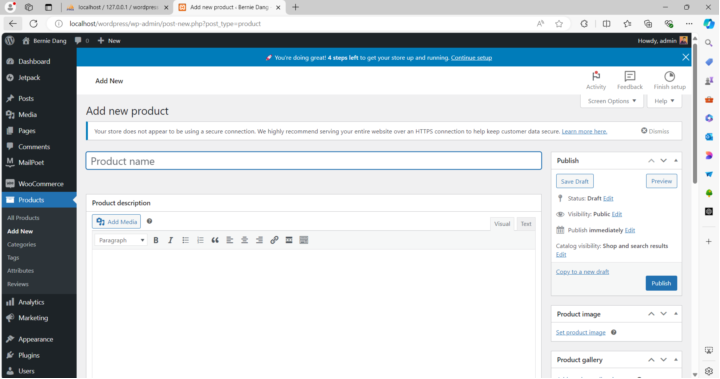 localhost / 127.0.0.1 / wordpress
Add new product ‹ Bernie Dang
localhost/wordpress/wp-admin/post-new.php?post_type=product
Bernie Dang
0
New
Howdy, admin
You're doing great! 4 steps left to get your store up and running. Continue setup
Dashboard
Jetpack
Posts
Media
Pages
Comments
MailPoet
WooCommerce
Products
All Products
Add New
Categories
Tags
Attributes
Reviews
Analytics
Marketing
Appearance
Plugins
Users
Add New
Activity
Feedback
Finish setup
Screen Options
Help
Add new product
Your store does not appear to be using a secure connection. We highly recommend serving your entire website over an HTTPS connection to help keep customer data secure. Learn more here.
Dismiss
Product name
Product description
Add Media
Visual
Text
Paragraph
B
I
Publish
Save Draft
Preview
Status: Draft Edit
Visibility: Public Edit
Publish immediately Edit
Catalog visibility: Shop and search results
Edit
Copy to a new draft
Publish
Product image
Set product image
Product gallery